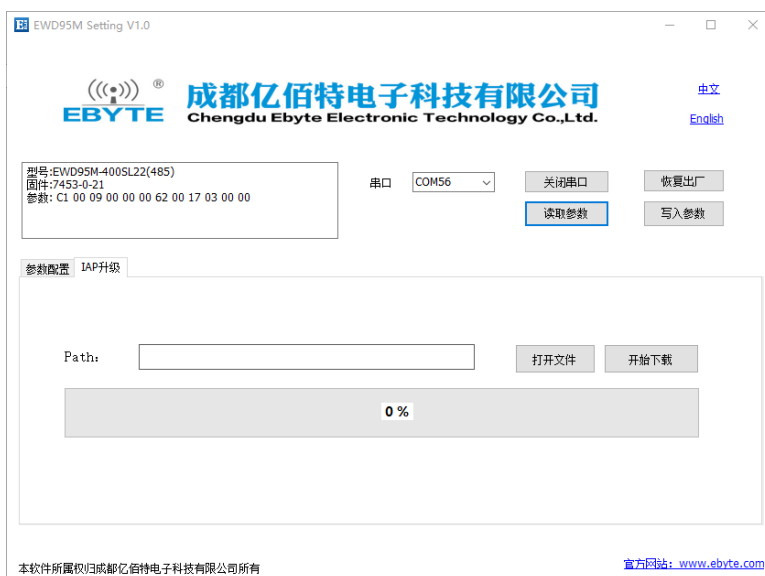 EWD95M Setting V1.0
((())) ®
EBYTE
成都亿佰特电子科技有限公司
Chengdu Ebyte Electronic Technology Co.,Ltd.
中文
English
型号:EWD95M-400SL22(485)
固件:7453-0-21
参数: C1 00 09 00 00 00 62 00 17 03 00 00
串口
COM56
关闭串口
恢复出厂
读取参数
写入参数
参数配置
IAP升级
Path:
打开文件
开始下载
0 %
本软件所属权归成都亿佰特电子科技有限公司所有
官方网站：www.ebyte.com